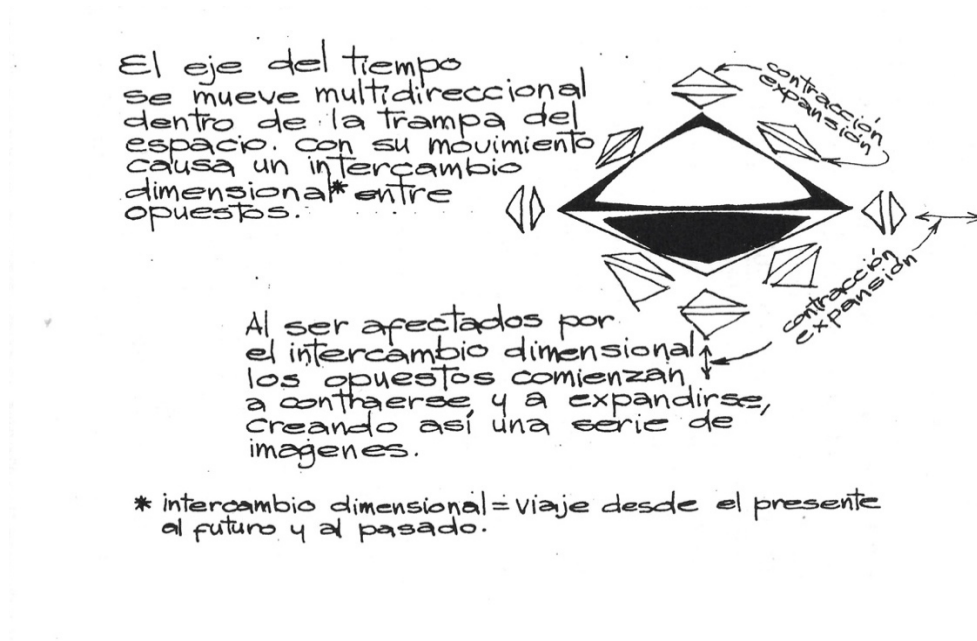 El eje del tiempo
se mueve multidireccional
dentro de la trampa del
espacio. con su movimiento
causa un intercambio
dimensional* entre
opuestos.
contracción
expansión
contracción
expansión
Al ser afectados por
el intercambio dimensional
los opuestos comienzan
a contraerse y a expandirse,
creando así una serie de
imagenes.
* intercambio dimensional = viaje desde el presente
al futuro y al pasado.